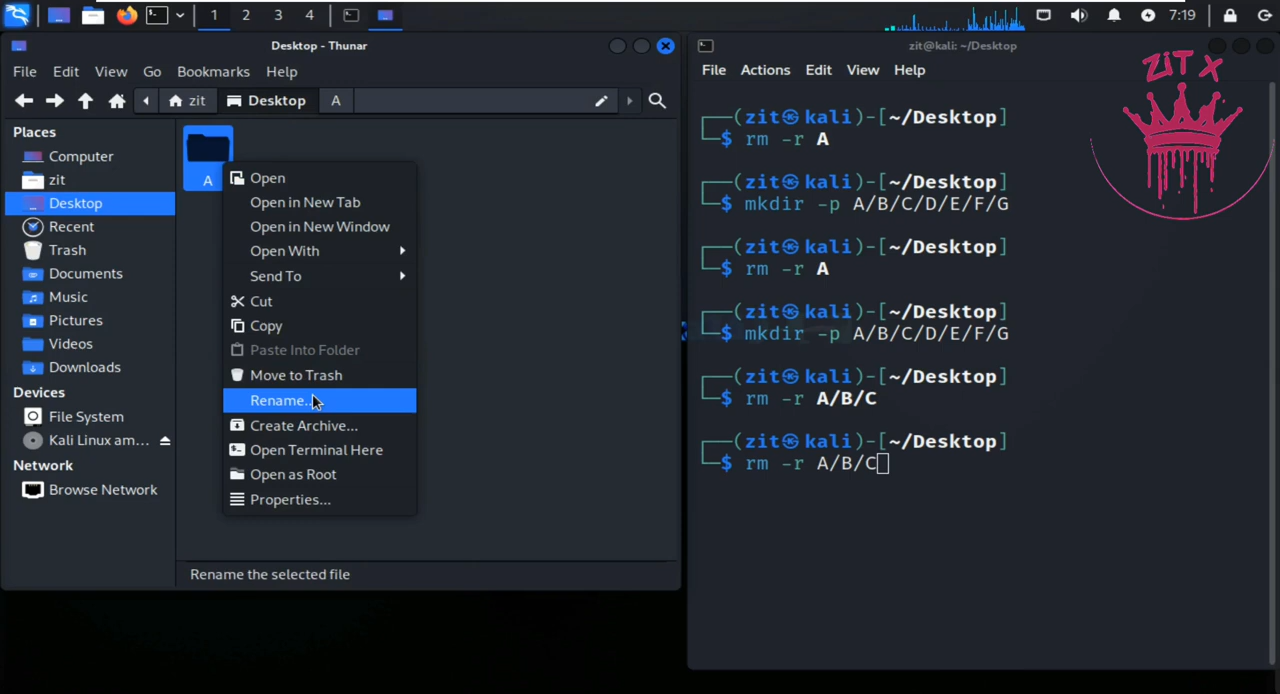 1 2 3 4
7:19
Desktop - Thunar
File Edit View Go Bookmarks Help
zit Desktop A
Places
Computer
zit
Desktop
Recent
Trash
Documents
Music
Pictures
Videos
Downloads
Devices
File System
Kali Linux am...
Network
Browse Network
A
Open
Open in New Tab
Open in New Window
Open With
Send To
Cut
Copy
Paste Into Folder
Move to Trash
Rename...
Create Archive...
Open Terminal Here
Open as Root
Properties...
Rename the selected file
zit@kali: ~/Desktop
File Actions Edit View Help
ZiT X
┌──(zit㉿kali)-[~/Desktop]
└─$ rm -r A
┌──(zit㉿kali)-[~/Desktop]
└─$ mkdir -p A/B/C/D/E/F/G
┌──(zit㉿kali)-[~/Desktop]
└─$ rm -r A
┌──(zit㉿kali)-[~/Desktop]
└─$ mkdir -p A/B/C/D/E/F/G
┌──(zit㉿kali)-[~/Desktop]
└─$ rm -r A/B/C
┌──(zit㉿kali)-[~/Desktop]
└─$ rm -r A/B/C